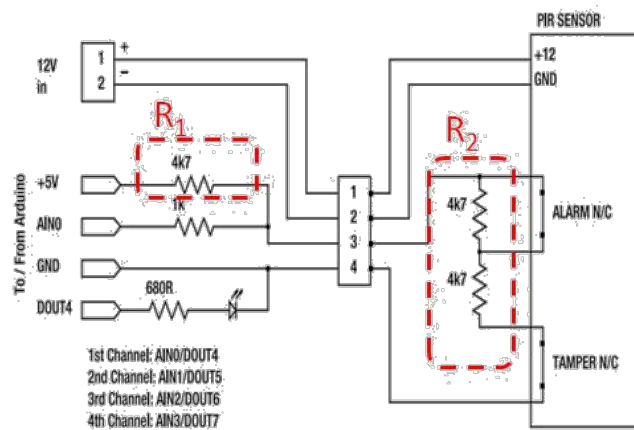 PIR SENSOR
+12
GND
12V
in
1
2
+
-
R1
4k7
+5V
1K
AIN0
GND
680R
DOUT4
To / From Arduino
1
2
3
4
R2
4k7
4k7
ALARM N/C
TAMPER N/C
1st Channel: AIN0/DOUT4
2nd Channel: AIN1/DOUT5
3rd Channel: AIN2/DOUT6
4th Channel: AIN3/DOUT7